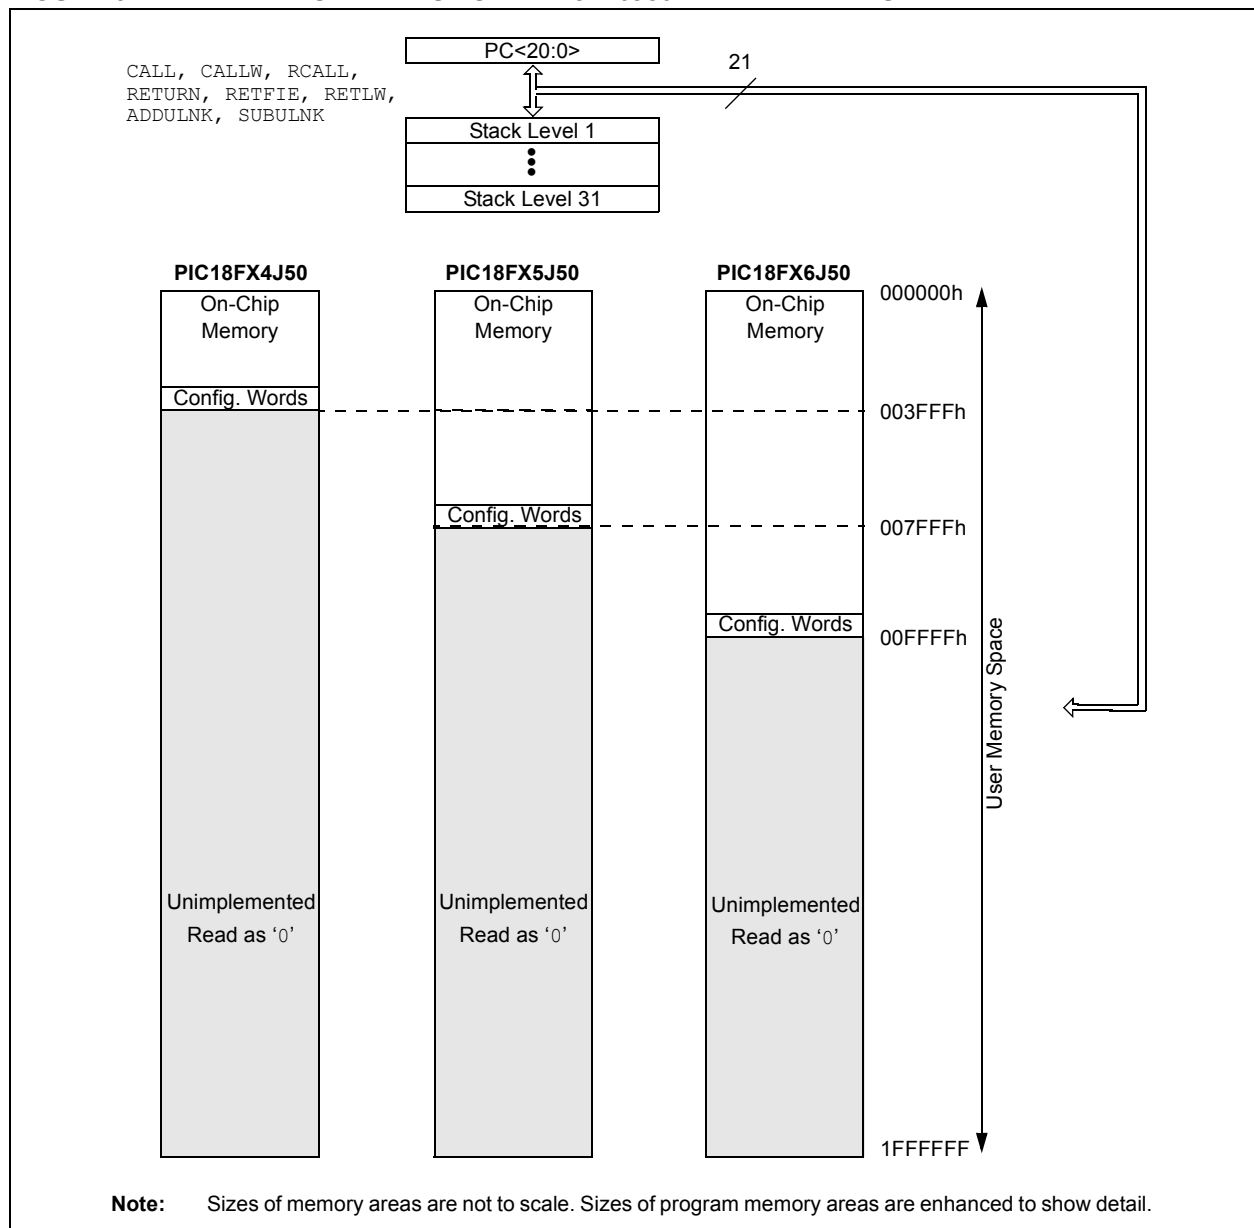 PC<20:0>
21
CALL, CALLW, RCALL,
RETURN, RETFIE, RETLW,
ADDULNK, SUBULNK
Stack Level 1
Stack Level 31
PIC18FX4J50
PIC18FX5J50
PIC18FX6J50
On-Chip
Memory
On-Chip
Memory
On-Chip
Memory
000000h
Config. Words
003FFFh
Config. Words
007FFFh
Config. Words
00FFFFh
User Memory Space
Unimplemented
Read as ‘0’
Unimplemented
Read as ‘0’
Unimplemented
Read as ‘0’
1FFFFFF
Note: Sizes of memory areas are not to scale. Sizes of program memory areas are enhanced to show detail.